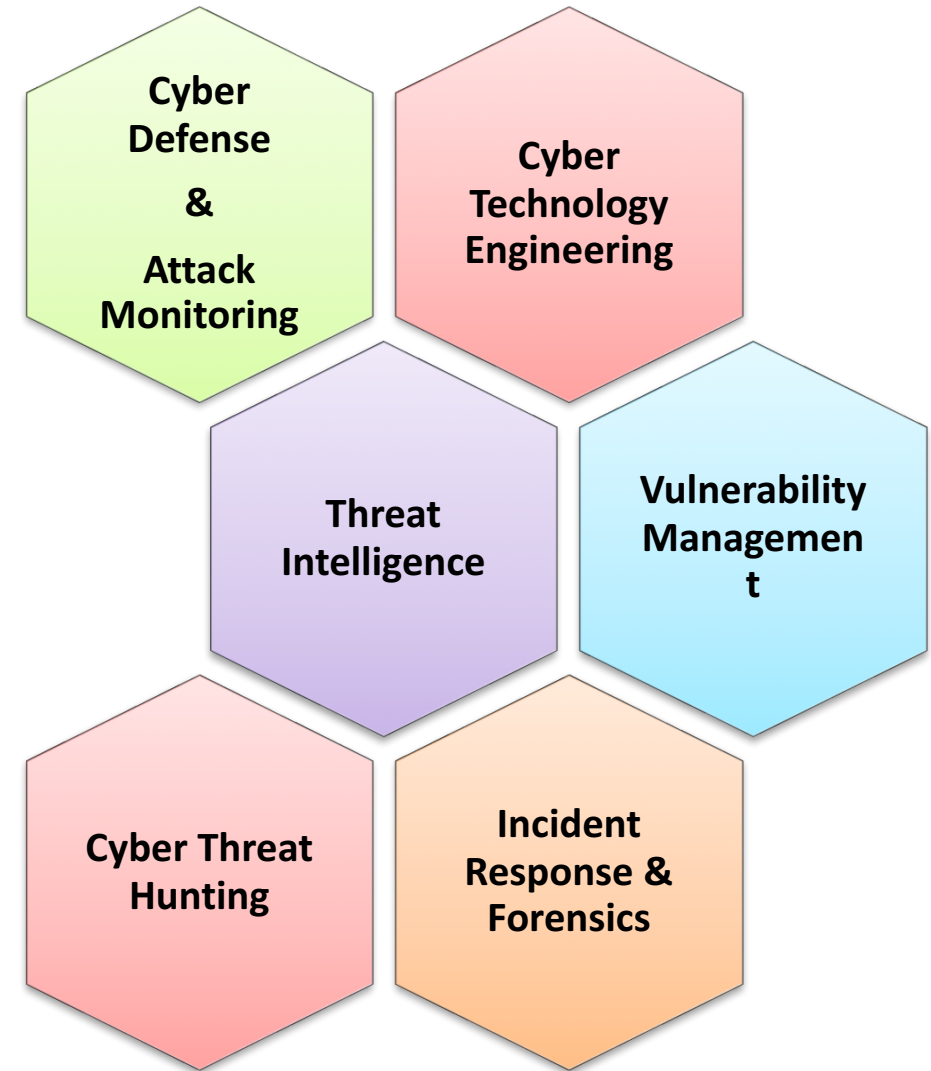 Cyber
Defense
&
Attack
Monitoring
Cyber
Technology
Engineering
Threat
Intelligence
Vulnerability
Managemen
t
Cyber Threat
Hunting
Incident
Response &
Forensics